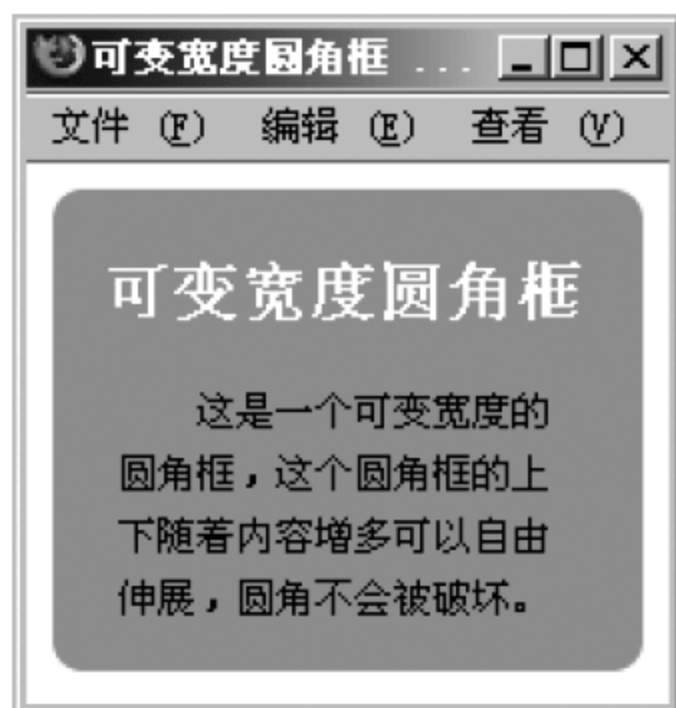 可变宽度圆角框 ...
文件 (F) 编辑 (E) 查看 (V)
可变宽度圆角框
这是一个可变宽度的
圆角框，这个圆角框的上
下随着内容增多可以自由
伸展，圆角不会被破坏。